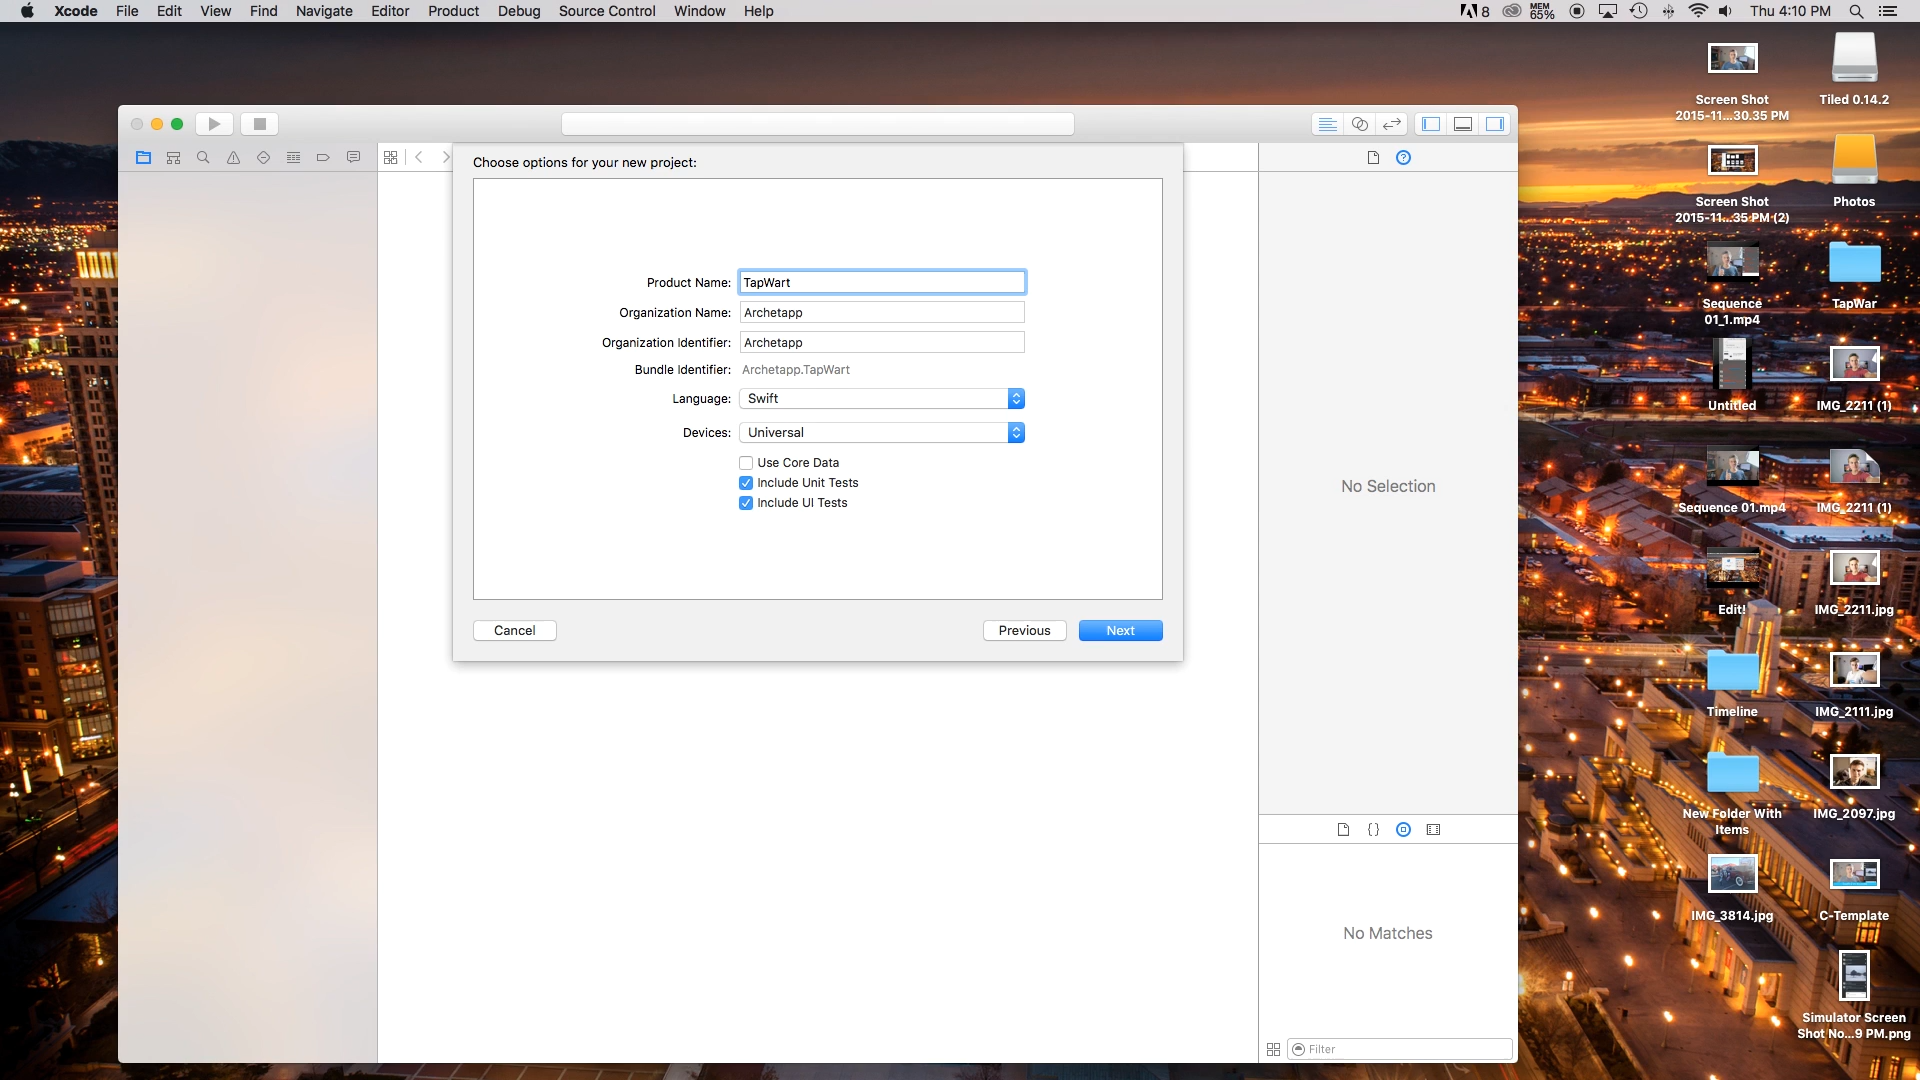 Xcode File Edit View Find Navigate Editor Product Debug Source Control Window Help
8 MEM 65% Thu 4:10 PM
Choose options for your new project:
Product Name: TapWart
Organization Name: Archetapp
Organization Identifier: Archetapp
Bundle Identifier: Archetapp.TapWart
Language: Swift
Devices: Universal
Use Core Data
Include Unit Tests
Include UI Tests
Cancel Previous Next
No Selection
No Matches
Filter
Screen Shot
2015-11...30.35 PM
Tiled 0.14.2
Screen Shot
2015-11...35 PM (2)
Photos
Sequence
01_1.mp4
TapWar
Untitled
IMG_2211 (1)
Sequence 01.mp4
IMG_2211 (1)
Edit!
IMG_2211.jpg
Timeline
IMG_2111.jpg
New Folder With
Items
IMG_2097.jpg
IMG_3814.jpg
C-Template
Simulator Screen
Shot No...9 PM.png